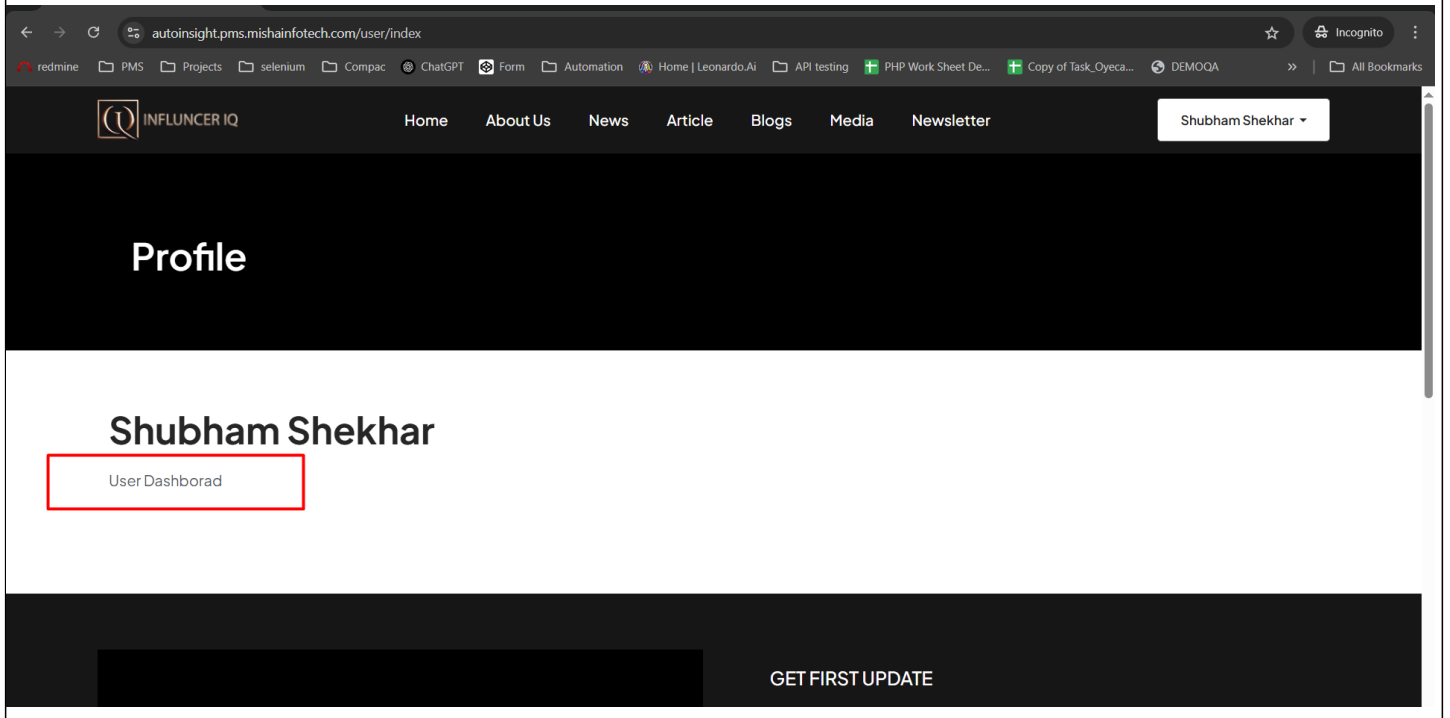 autoinsight.pms.mishainfotech.com/user/index
Incognito
redmine PMS Projects selenium Compac ChatGPT Form Automation Home | Leonardo.Ai API testing PHP Work Sheet De... Copy of Task_Oyeca... DEMOQA » All Bookmarks
INFLUNCER IQ Home About Us News Article Blogs Media Newsletter Shubham Shekhar
Profile
Shubham Shekhar
User Dashborad
GET FIRST UPDATE